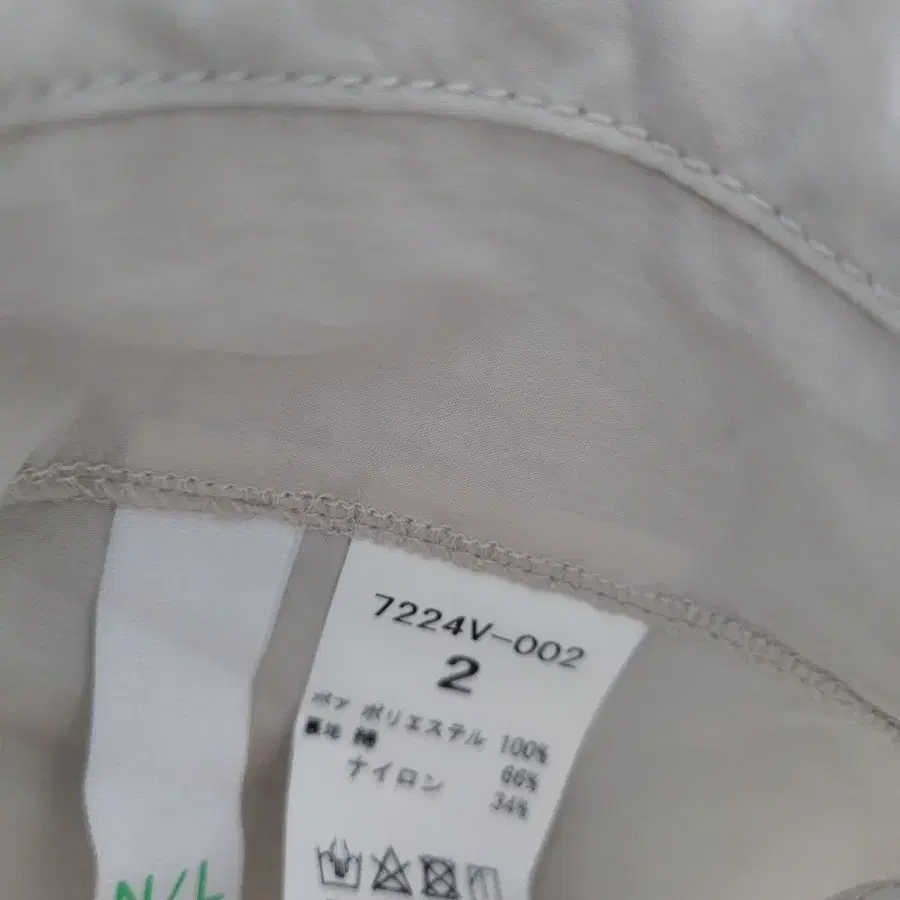 7224V-002
2
ポリエステル 100%
綿 66%
ナイロン 34%
N/L